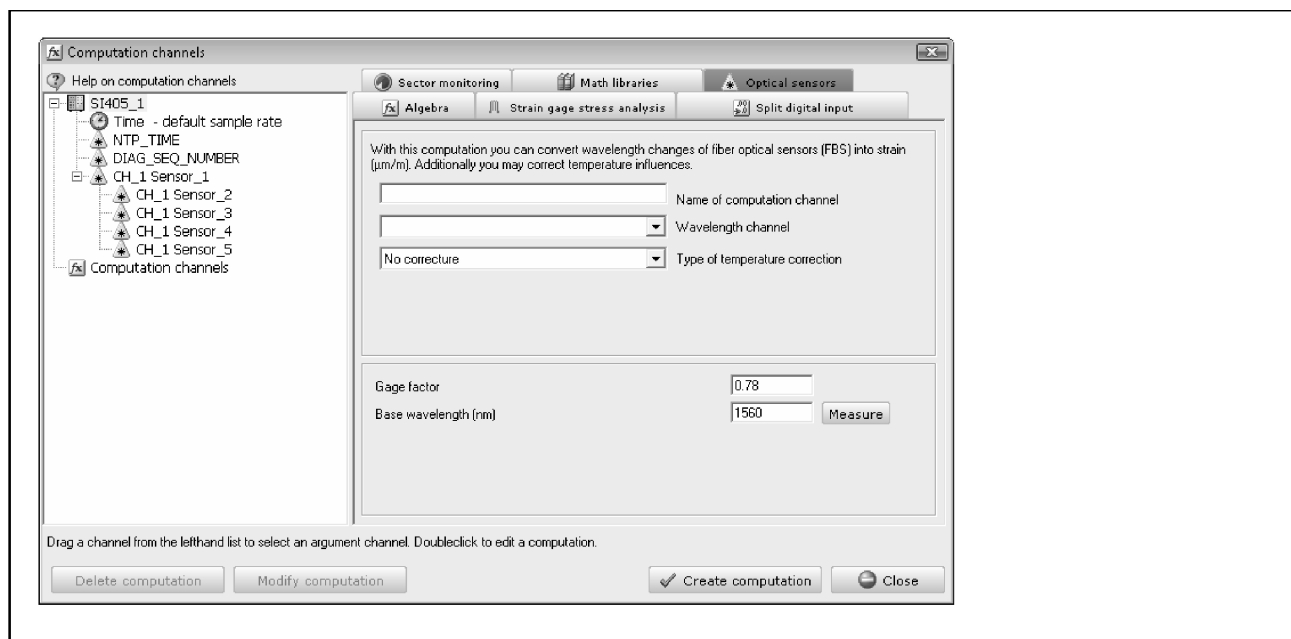 Computation channels
Help on computation channels
SI405_1
Time - default sample rate
NTP_TIME
DIAG_SEQ_NUMBER
CH_1 Sensor_1
CH_1 Sensor_2
CH_1 Sensor_3
CH_1 Sensor_4
CH_1 Sensor_5
fx Computation channels
Sector monitoring
Math libraries
Optical sensors
fx Algebra
Strain gage stress analysis
Split digital input
With this computation you can convert wavelength changes of fiber optical sensors (FBS) into strain
(µm/m). Additionally you may correct temperature influences.
Name of computation channel
Wavelength channel
No correcture Type of temperature correction
Gage factor 0.78
Base wavelength (nm) 1560 Measure
Drag a channel from the lefthand list to select an argument channel. Doubleclick to edit a computation.
Delete computation Modify computation Create computation Close